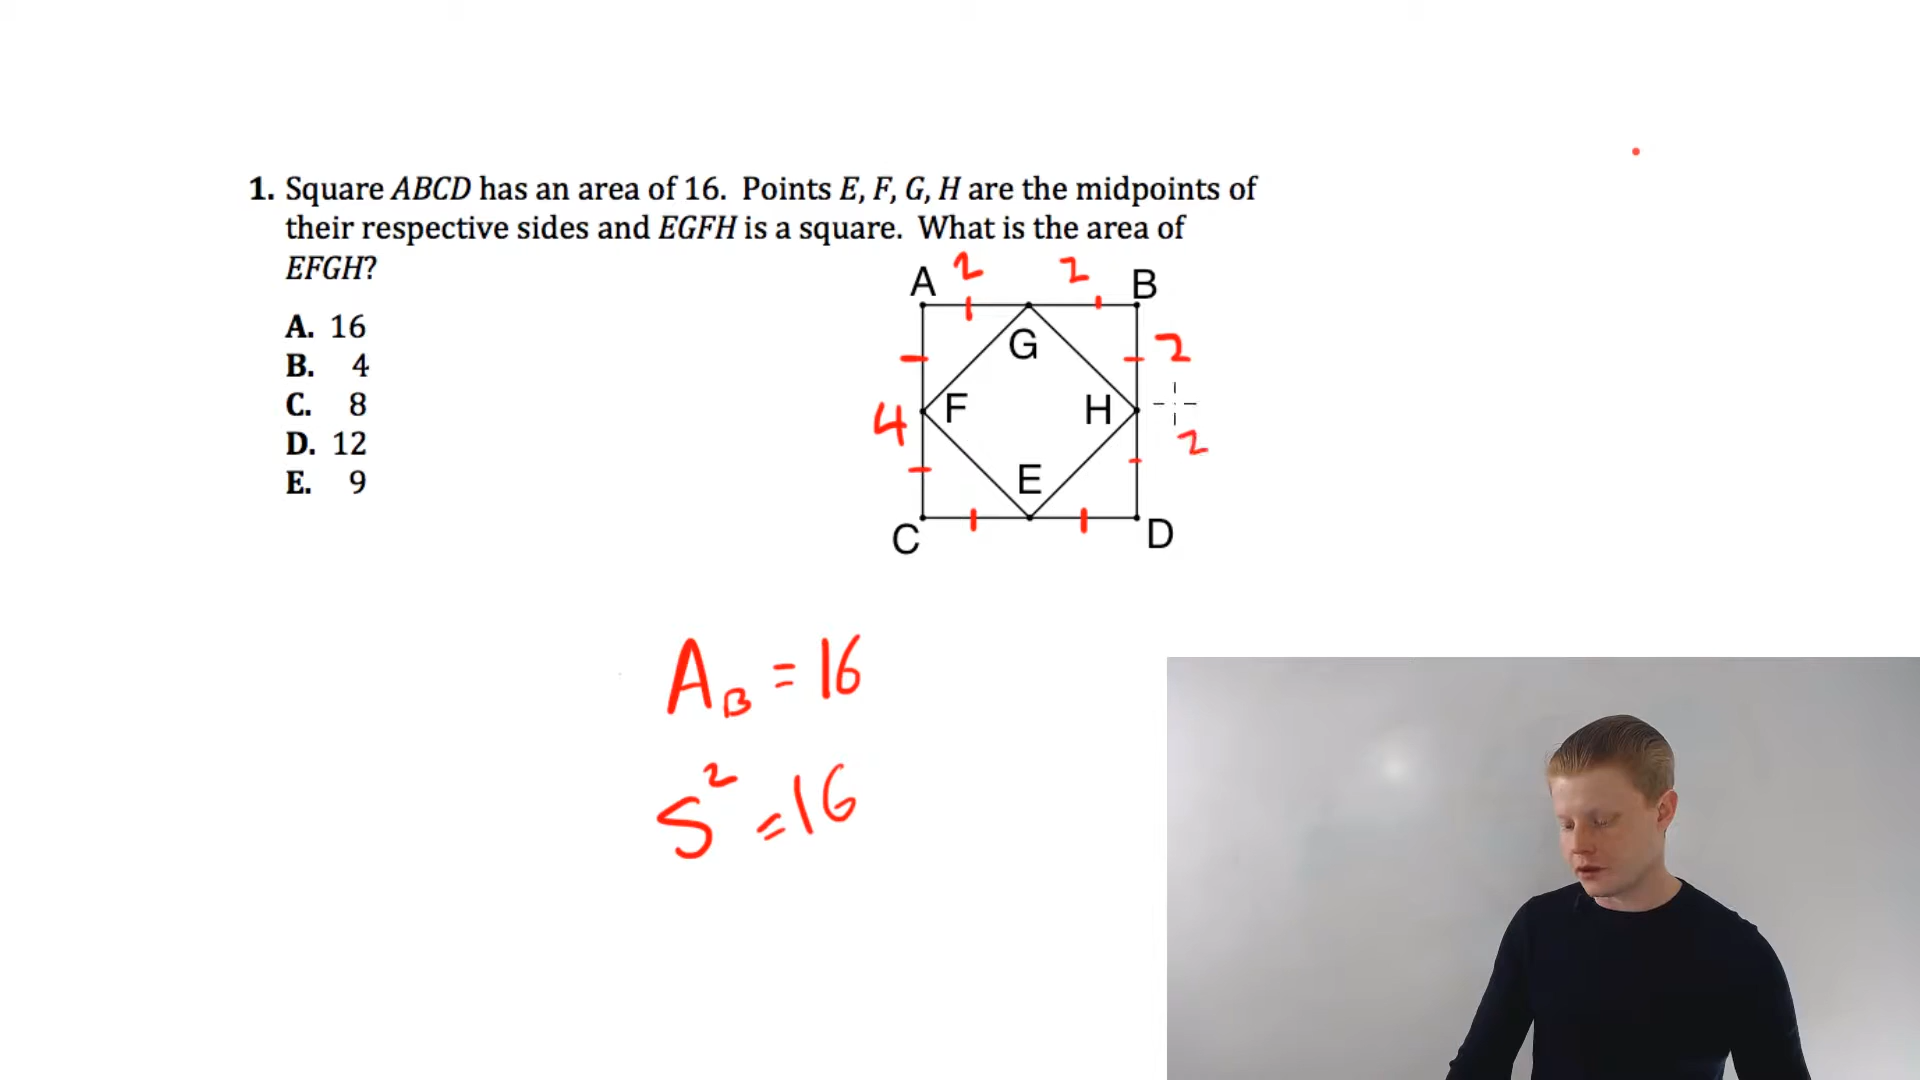 1. Square ABCD has an area of 16. Points E, F, G, H are the midpoints of
their respective sides and EGFH is a square. What is the area of
EFGH?
A. 16
B. 4
C. 8
D. 12
E. 9
A 2 2 B
G 2
4 F H
2
E
C D
A_B = 16
S² = 16